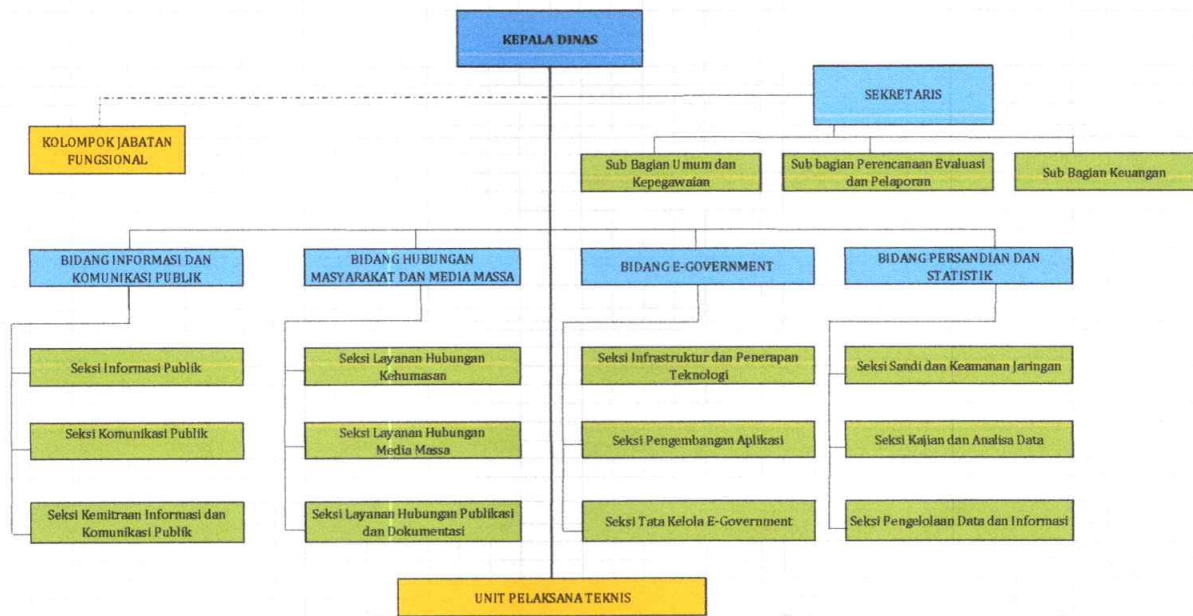 KEPALA DINAS
SEKRETARIS
KOLOMPOK JABATAN
FUNGSIONAL
Sub Bagian Umum dan
Kepegawaian
Sub bagian Perencanaan Evaluasi
dan Pelaporan
Sub Bagian Keuangan
BIDANG INFORMASI DAN
KOMUNIKASI PUBLIK
BIDANG HUBUNGAN
MASYARAKAT DAN MEDIA MASSA
BIDANG E-GOVERNMENT
BIDANG PERSANDIAN DAN
STATISTIK
Seksi Informasi Publik
Seksi Layanan Hubungan
Kehumasan
Seksi Infrastruktur dan Penerapan
Teknologi
Seksi Sandi dan Keamanan Jaringan
Seksi Komunikasi Publik
Seksi Layanan Hubungan
Media Massa
Seksi Pengembangan Aplikasi
Seksi Kajian dan Analisa Data
Seksi Kemitraan Informasi dan
Komunikasi Publik
Seksi Layanan Hubungan Publikasi
dan Dokumentasi
Seksi Tata Kelola E-Government
Seksi Pengelolaan Data dan Informasi
UNIT PELAKSANA TEKNIS